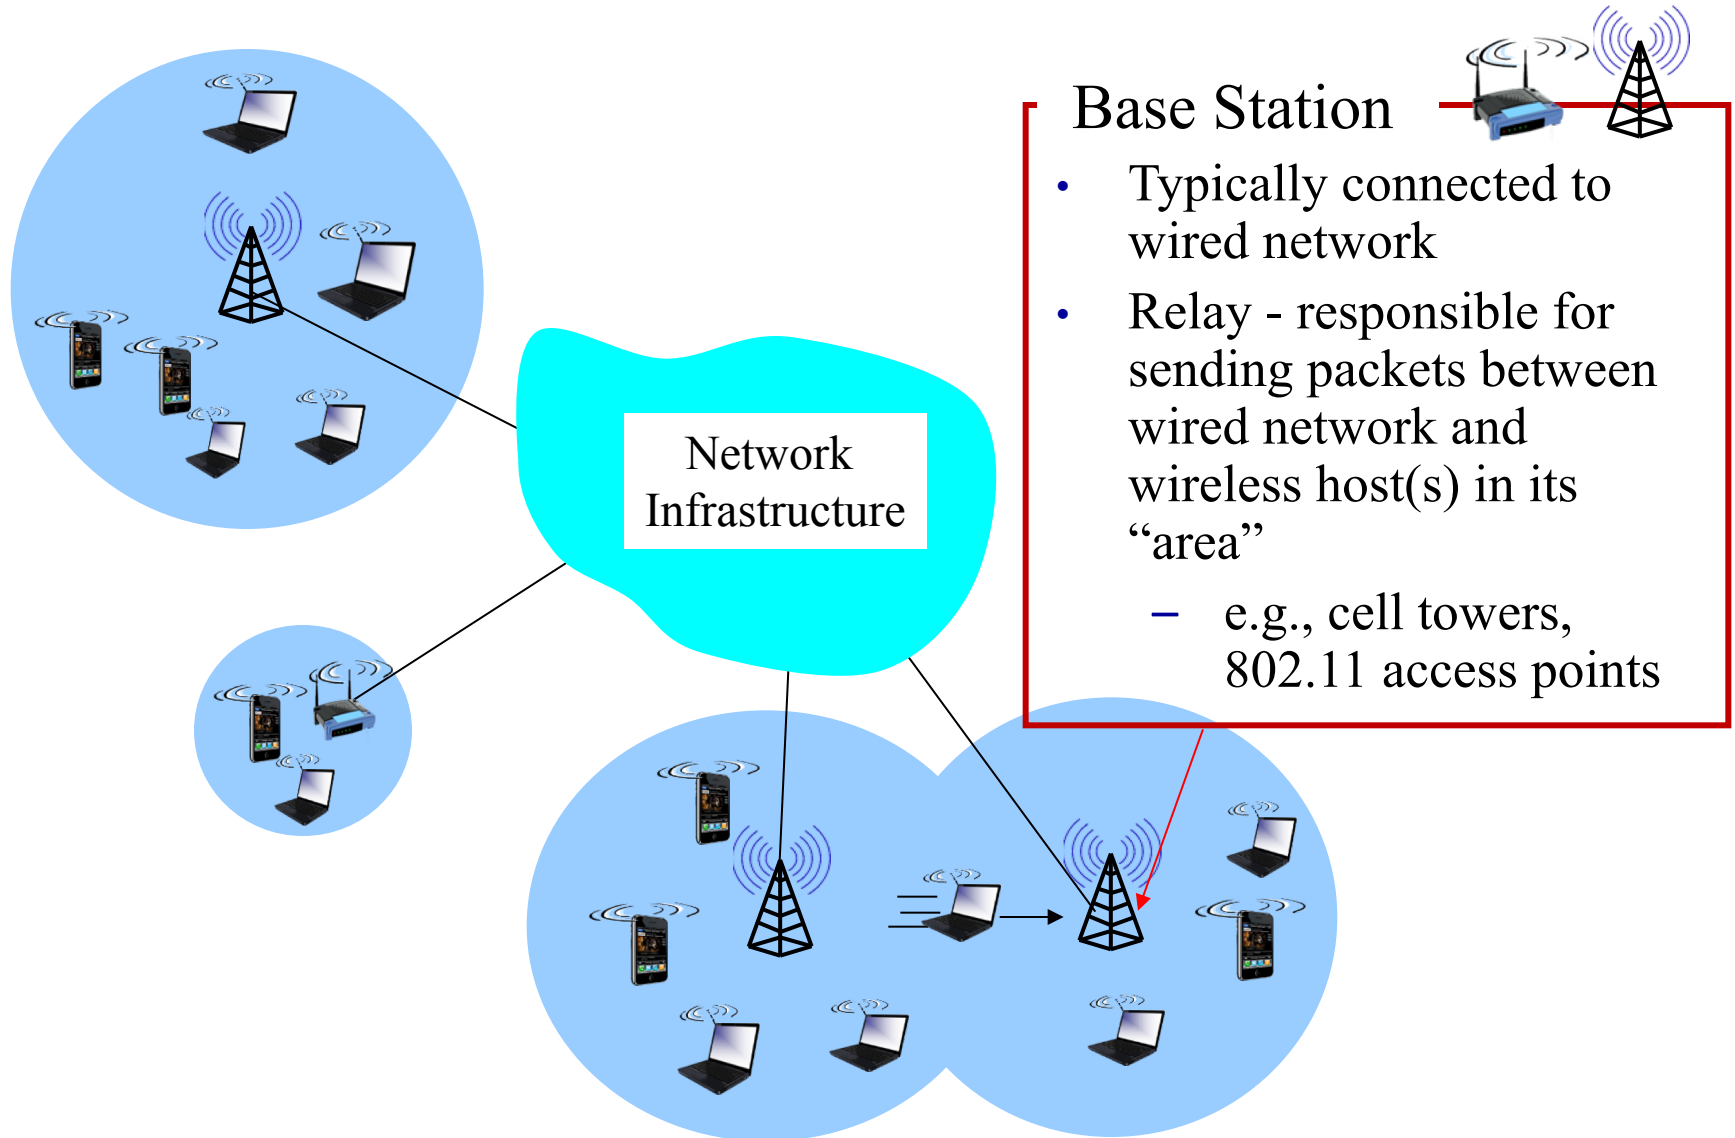 Base Station
• Typically connected to
wired network
• Relay - responsible for
sending packets between
wired network and
wireless host(s) in its
“area”
– e.g., cell towers,
802.11 access points
Network
Infrastructure